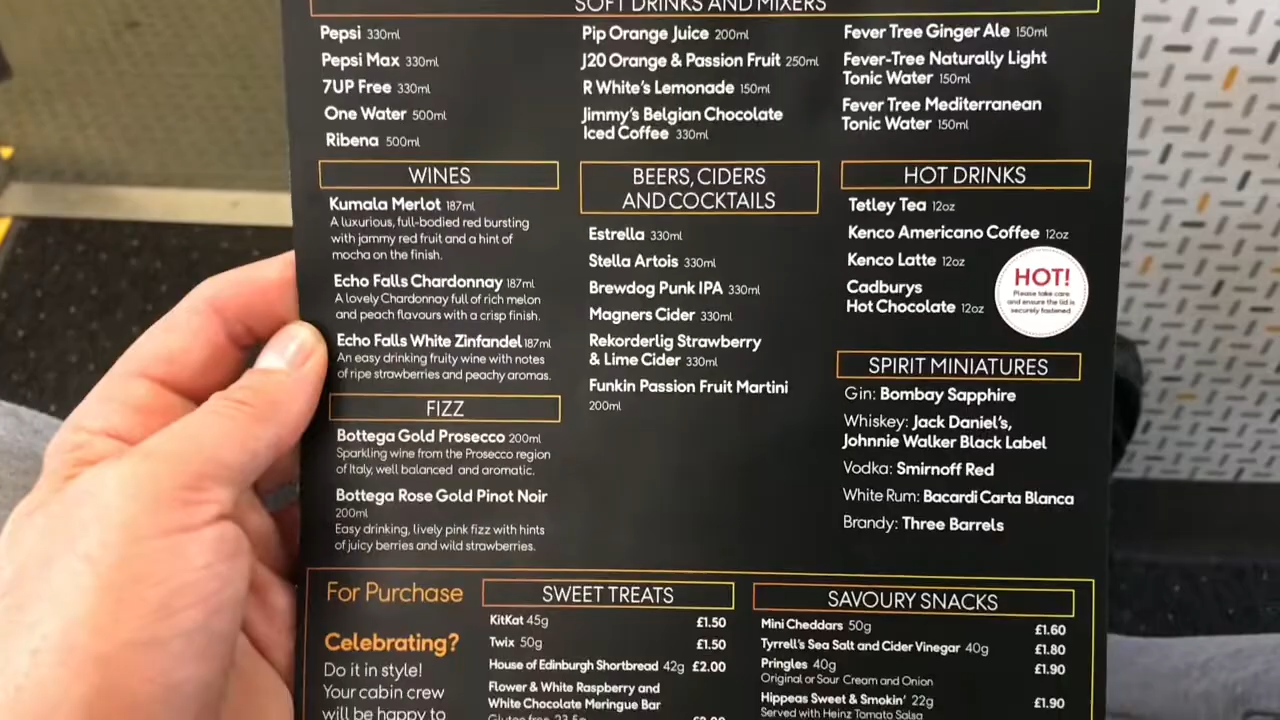 SOFT DRINKS AND MIXERS
Pepsi 330ml
Pepsi Max 330ml
7UP Free 330ml
One Water 500ml
Ribena 500ml
Pip Orange Juice 200ml
J20 Orange & Passion Fruit 250ml
R White's Lemonade 150ml
Jimmy's Belgian Chocolate
Iced Coffee 330ml
Fever Tree Ginger Ale 150ml
Fever-Tree Naturally Light
Tonic Water 150ml
Fever Tree Mediterranean
Tonic Water 150ml
WINES
Kumala Merlot 187ml
A luxurious, full-bodied red bursting
with jammy red fruit and a hint of
mocha on the finish.
Echo Falls Chardonnay 187ml
A lovely Chardonnay full of rich melon
and peach flavours with a crisp finish.
Echo Falls White Zinfandel 187ml
An easy drinking fruity wine with notes
of ripe strawberries and peachy aromas.
FIZZ
Bottega Gold Prosecco 200ml
Sparkling wine from the Prosecco region
of Italy, well balanced and aromatic.
Bottega Rose Gold Pinot Noir
200ml
Easy drinking, lively pink fizz with hints
of juicy berries and wild strawberries.
BEERS, CIDERS
AND COCKTAILS
Estrella 330ml
Stella Artois 330ml
Brewdog Punk IPA 330ml
Magners Cider 330ml
Rekorderlig Strawberry
& Lime Cider 330ml
Funkin Passion Fruit Martini
200ml
HOT DRINKS
Tetley Tea 12oz
Kenco Americano Coffee 12oz
Kenco Latte 12oz
Cadburys
Hot Chocolate 12oz
HOT!
Please take care
and ensure the lid is
securely fastened
SPIRIT MINIATURES
Gin: Bombay Sapphire
Whiskey: Jack Daniel's,
Johnnie Walker Black Label
Vodka: Smirnoff Red
White Rum: Bacardi Carta Blanca
Brandy: Three Barrels
For Purchase
Celebrating?
Do it in style!
Your cabin crew
will be happy to
SWEET TREATS
KitKat 45g £1.50
Twix 50g £1.50
House of Edinburgh Shortbread 42g £2.00
Flower & White Raspberry and
White Chocolate Meringue Bar
Gluten free 23.5g
SAVOURY SNACKS
Mini Cheddars 50g £1.60
Tyrrell's Sea Salt and Cider Vinegar 40g £1.80
Pringles 40g £1.90
Original or Sour Cream and Onion
Hippeas Sweet & Smokin' 22g £1.90
Served with Heinz Tomato Salsa